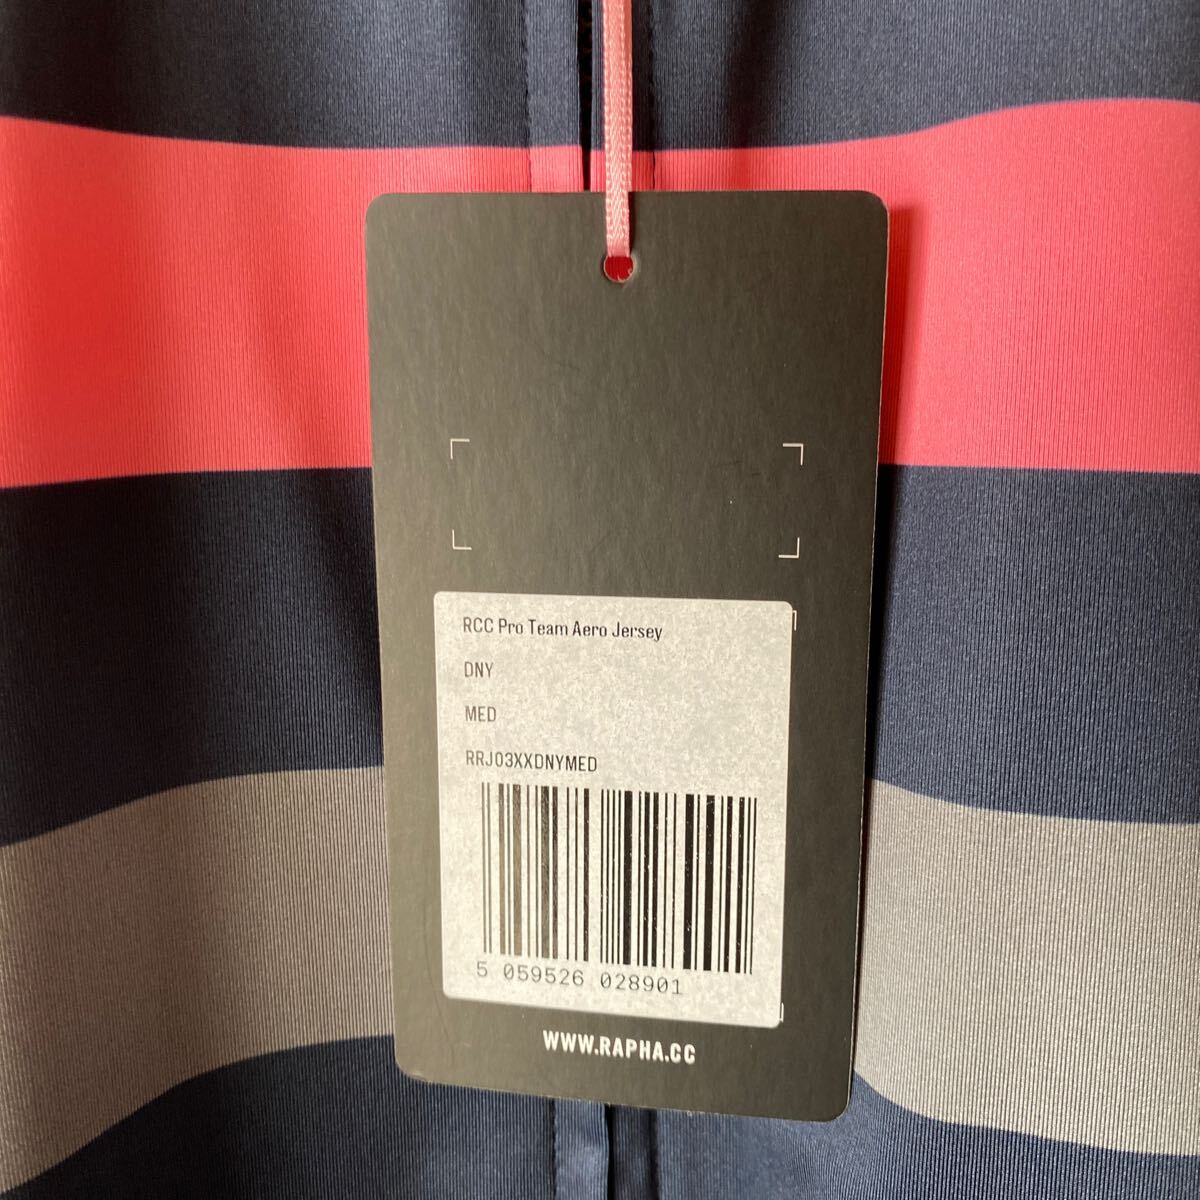 RCC Pro Team Aero Jersey
DNY
MED
RRJ03XXDNYMED
5 059526 028901
WWW.RAPHA.CC